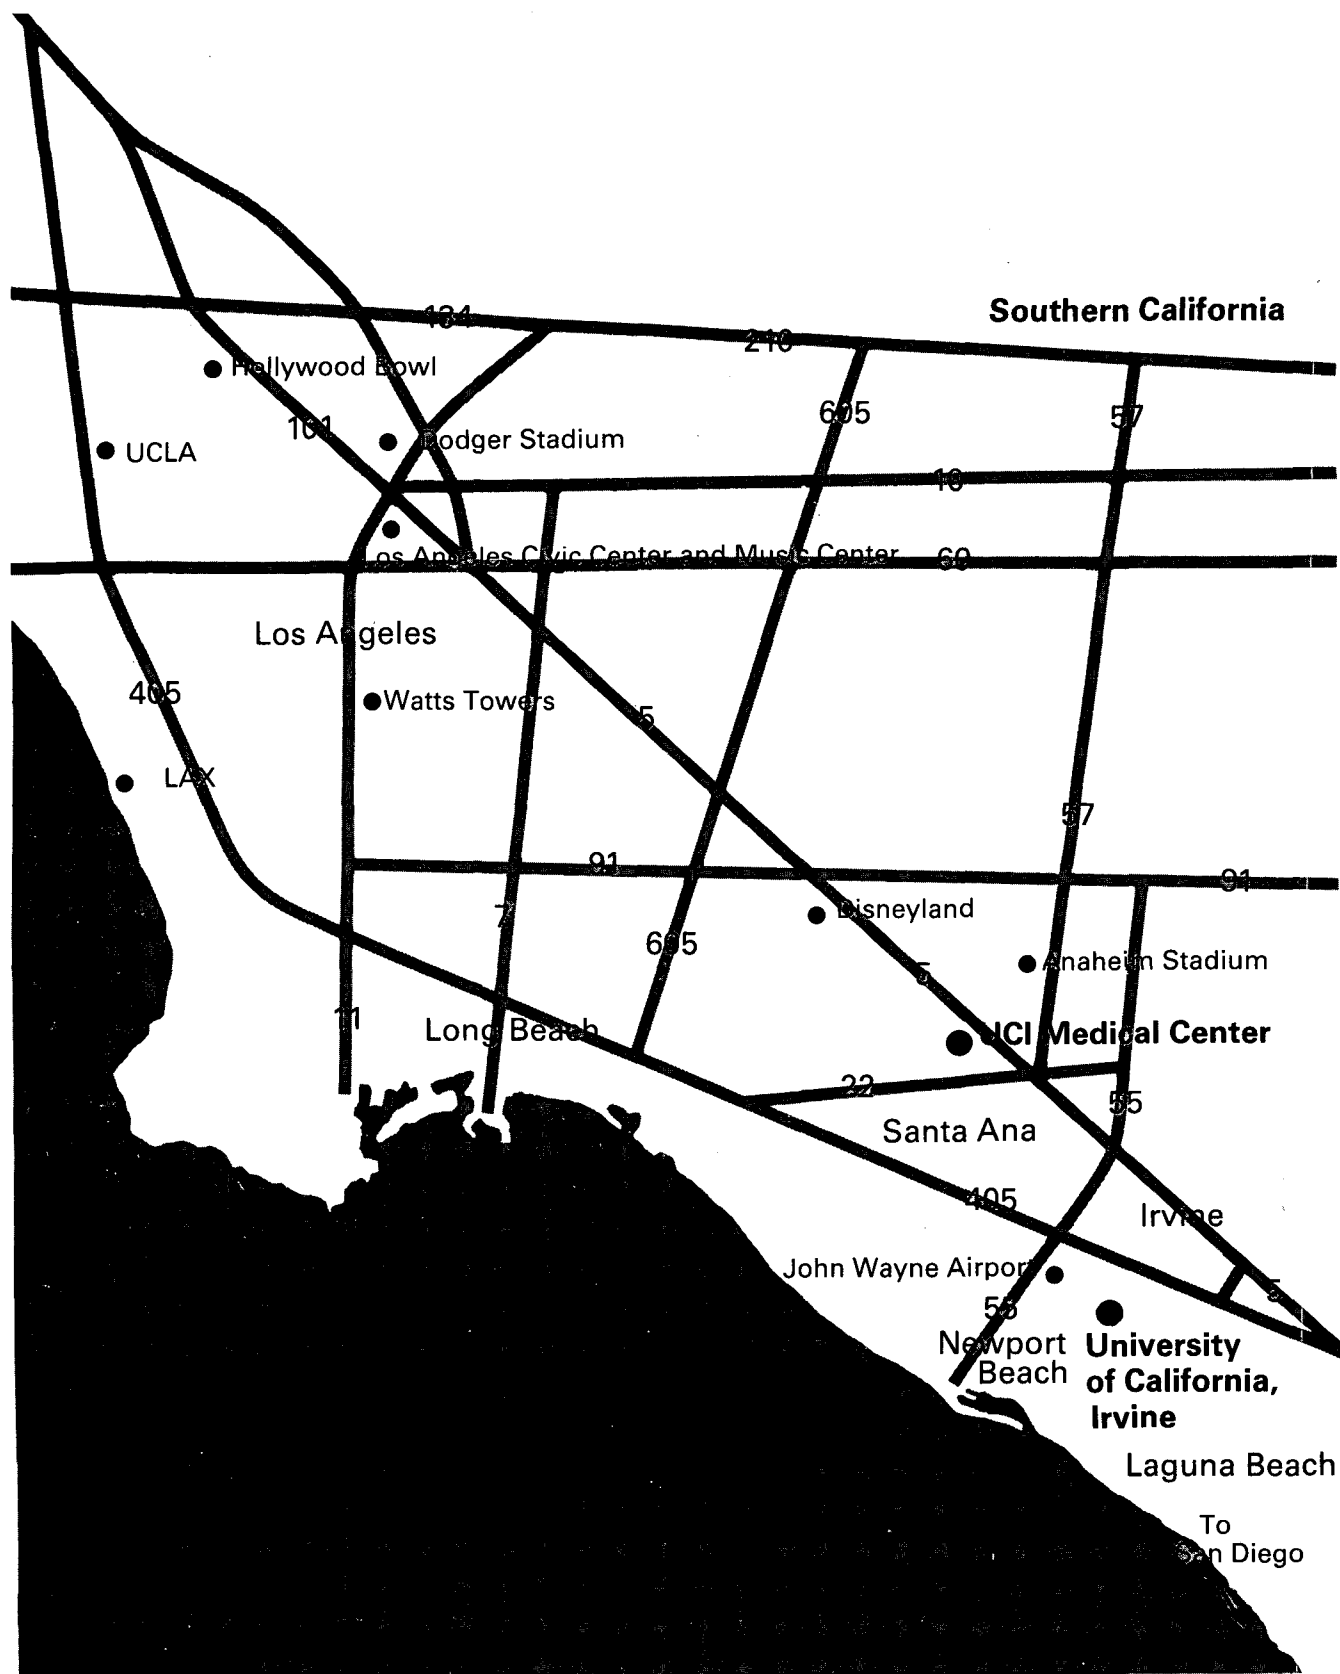 Southern California
134
210
Hollywood Bowl
605
57
101
Dodger Stadium
UCLA
10
Los Angeles Civic Center and Music Center
60
Los Angeles
405
Watts Towers
5
LAX
57
91
91
Disneyland
7
605
Anaheim Stadium
5
11
Long Beach
UCI Medical Center
22
55
Santa Ana
405
Irvine
John Wayne Airport
5
55
Newport
Beach
University
of California,
Irvine
Laguna Beach
To
San Diego